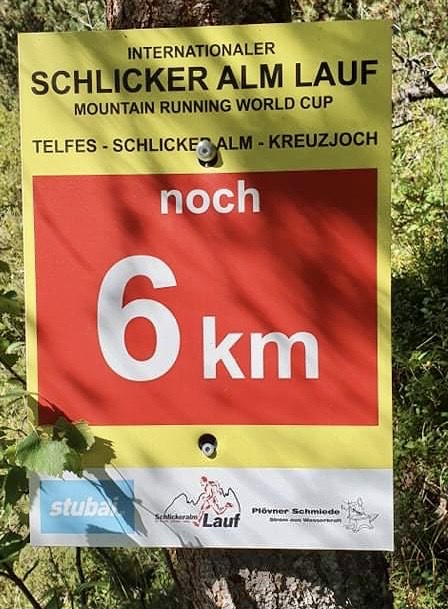 INTERNATIONALER
SCHLICKER ALM LAUF
MOUNTAIN RUNNING WORLD CUP
TELFES - SCHLICKER ALM - KREUZJOCH
noch
6 km
stubai
Schlickeralm
Lauf
Plövner Schmiede
Strom aus Wasserkraft